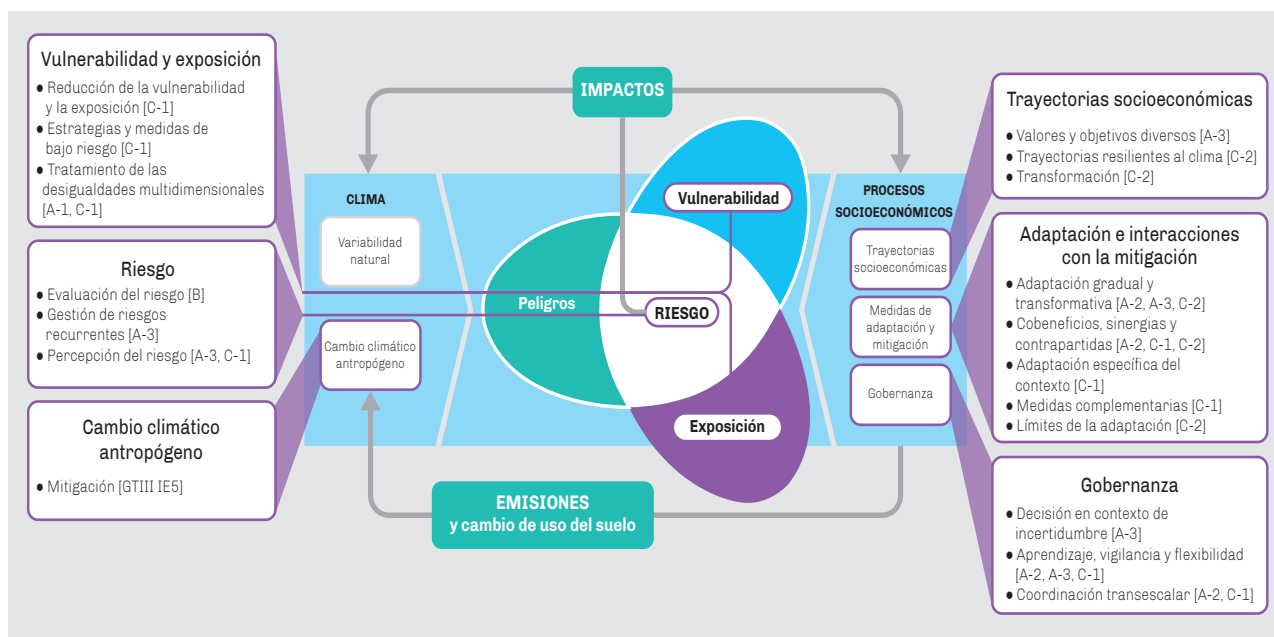 Vulnerabilidad y exposición
● Reducción de la vulnerabilidad
y la exposición [C-1]
● Estrategias y medidas de
bajo riesgo [C-1]
● Tratamiento de las
desigualdades multidimensionales
[A-1, C-1]
Riesgo
● Evaluación del riesgo [B]
● Gestión de riesgos
recurrentes [A-3]
● Percepción del riesgo [A-3, C-1]
Cambio climático
antropógeno
● Mitigación [GTIII IE5]
IMPACTOS
CLIMA
Variabilidad
natural
Cambio climático
antropógeno
Vulnerabilidad
Peligros
RIESGO
Exposición
EMISIONES
y cambio de uso del suelo
PROCESOS
SOCIOECONÓMICOS
Trayectorias
socioeconómicas
Medidas de
adaptación y
mitigación
Gobernanza
Trayectorias socioeconómicas
● Valores y objetivos diversos [A-3]
● Trayectorias resilientes al clima [C-2]
● Transformación [C-2]
Adaptación e interacciones
con la mitigación
● Adaptación gradual y
transformativa [A-2, A-3, C-2]
● Cobeneficios, sinergias y
contrapartidas [A-2, C-1, C-2]
● Adaptación específica del
contexto [C-1]
● Medidas complementarias [C-1]
● Límites de la adaptación [C-2]
Gobernanza
● Decisión en contexto de
incertidumbre [A-3]
● Aprendizaje, vigilancia y flexibilidad
[A-2, A-3, C-1]
● Coordinación transescalar [A-2, C-1]